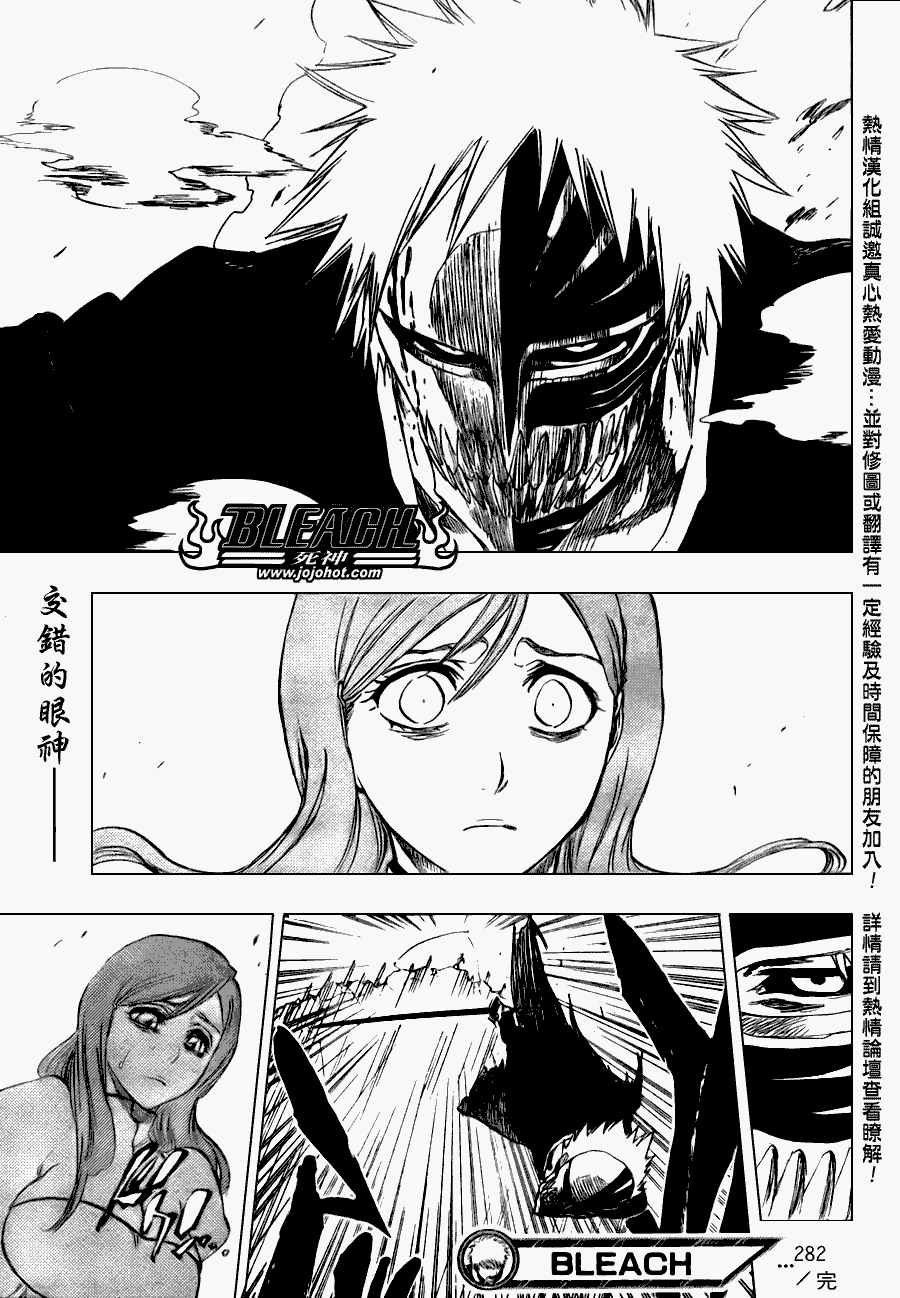 熱情漢化組誠邀真心熱愛動漫…並對修圖或翻譯有一定經驗及時間保障的朋友加入！
詳情請到熱情論壇查看瞭解！
BLEACH
死神
www.jojohot.com
交錯的眼神——
BLEACH
...282
／完